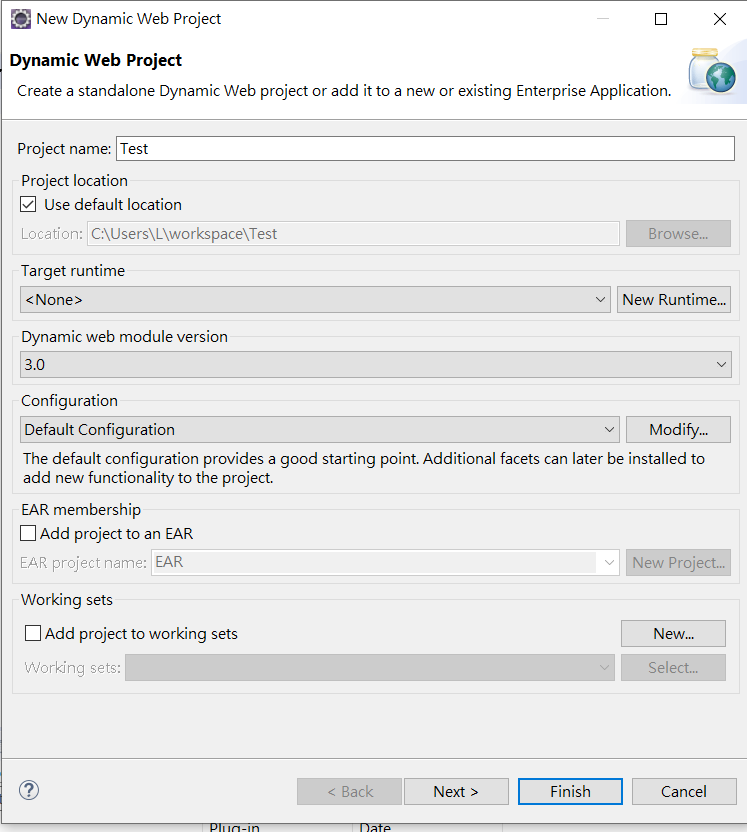 New Dynamic Web Project
Dynamic Web Project
Create a standalone Dynamic Web project or add it to a new or existing Enterprise Application.
Project name: Test
Project location
Use default location
Location: C:\Users\L\workspace\Test Browse...
Target runtime
<None> New Runtime...
Dynamic web module version
3.0
Configuration
Default Configuration Modify...
The default configuration provides a good starting point. Additional facets can later be installed to
add new functionality to the project.
EAR membership
Add project to an EAR
EAR project name: EAR New Project...
Working sets
Add project to working sets New...
Working sets: Select...
? < Back Next > Finish Cancel
Plug-in Date